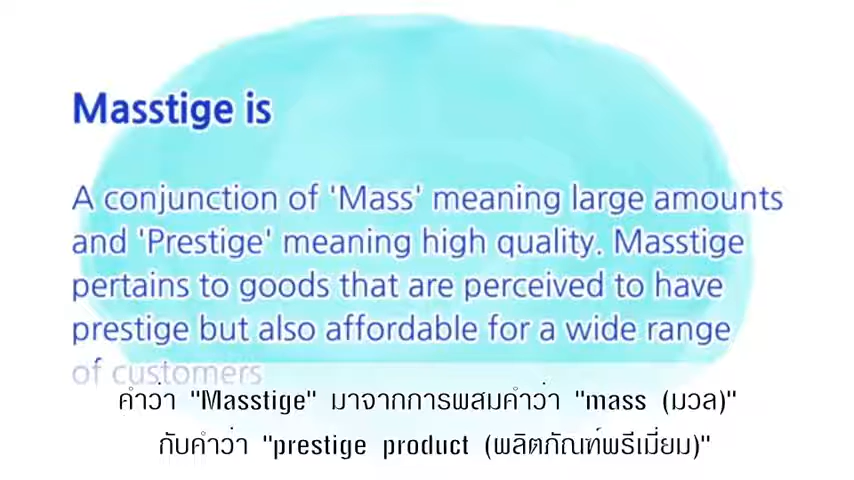 Masstige is
A conjunction of 'Mass' meaning large amounts
and 'Prestige' meaning high quality. Masstige
pertains to goods that are perceived to have
prestige but also affordable for a wide range
of customers
คำว่า "Masstige" มาจากการผสมคำว่า "mass (มวล)"
กับคำว่า "prestige product (ผลิตภัณฑ์พรีเมี่ยม)"